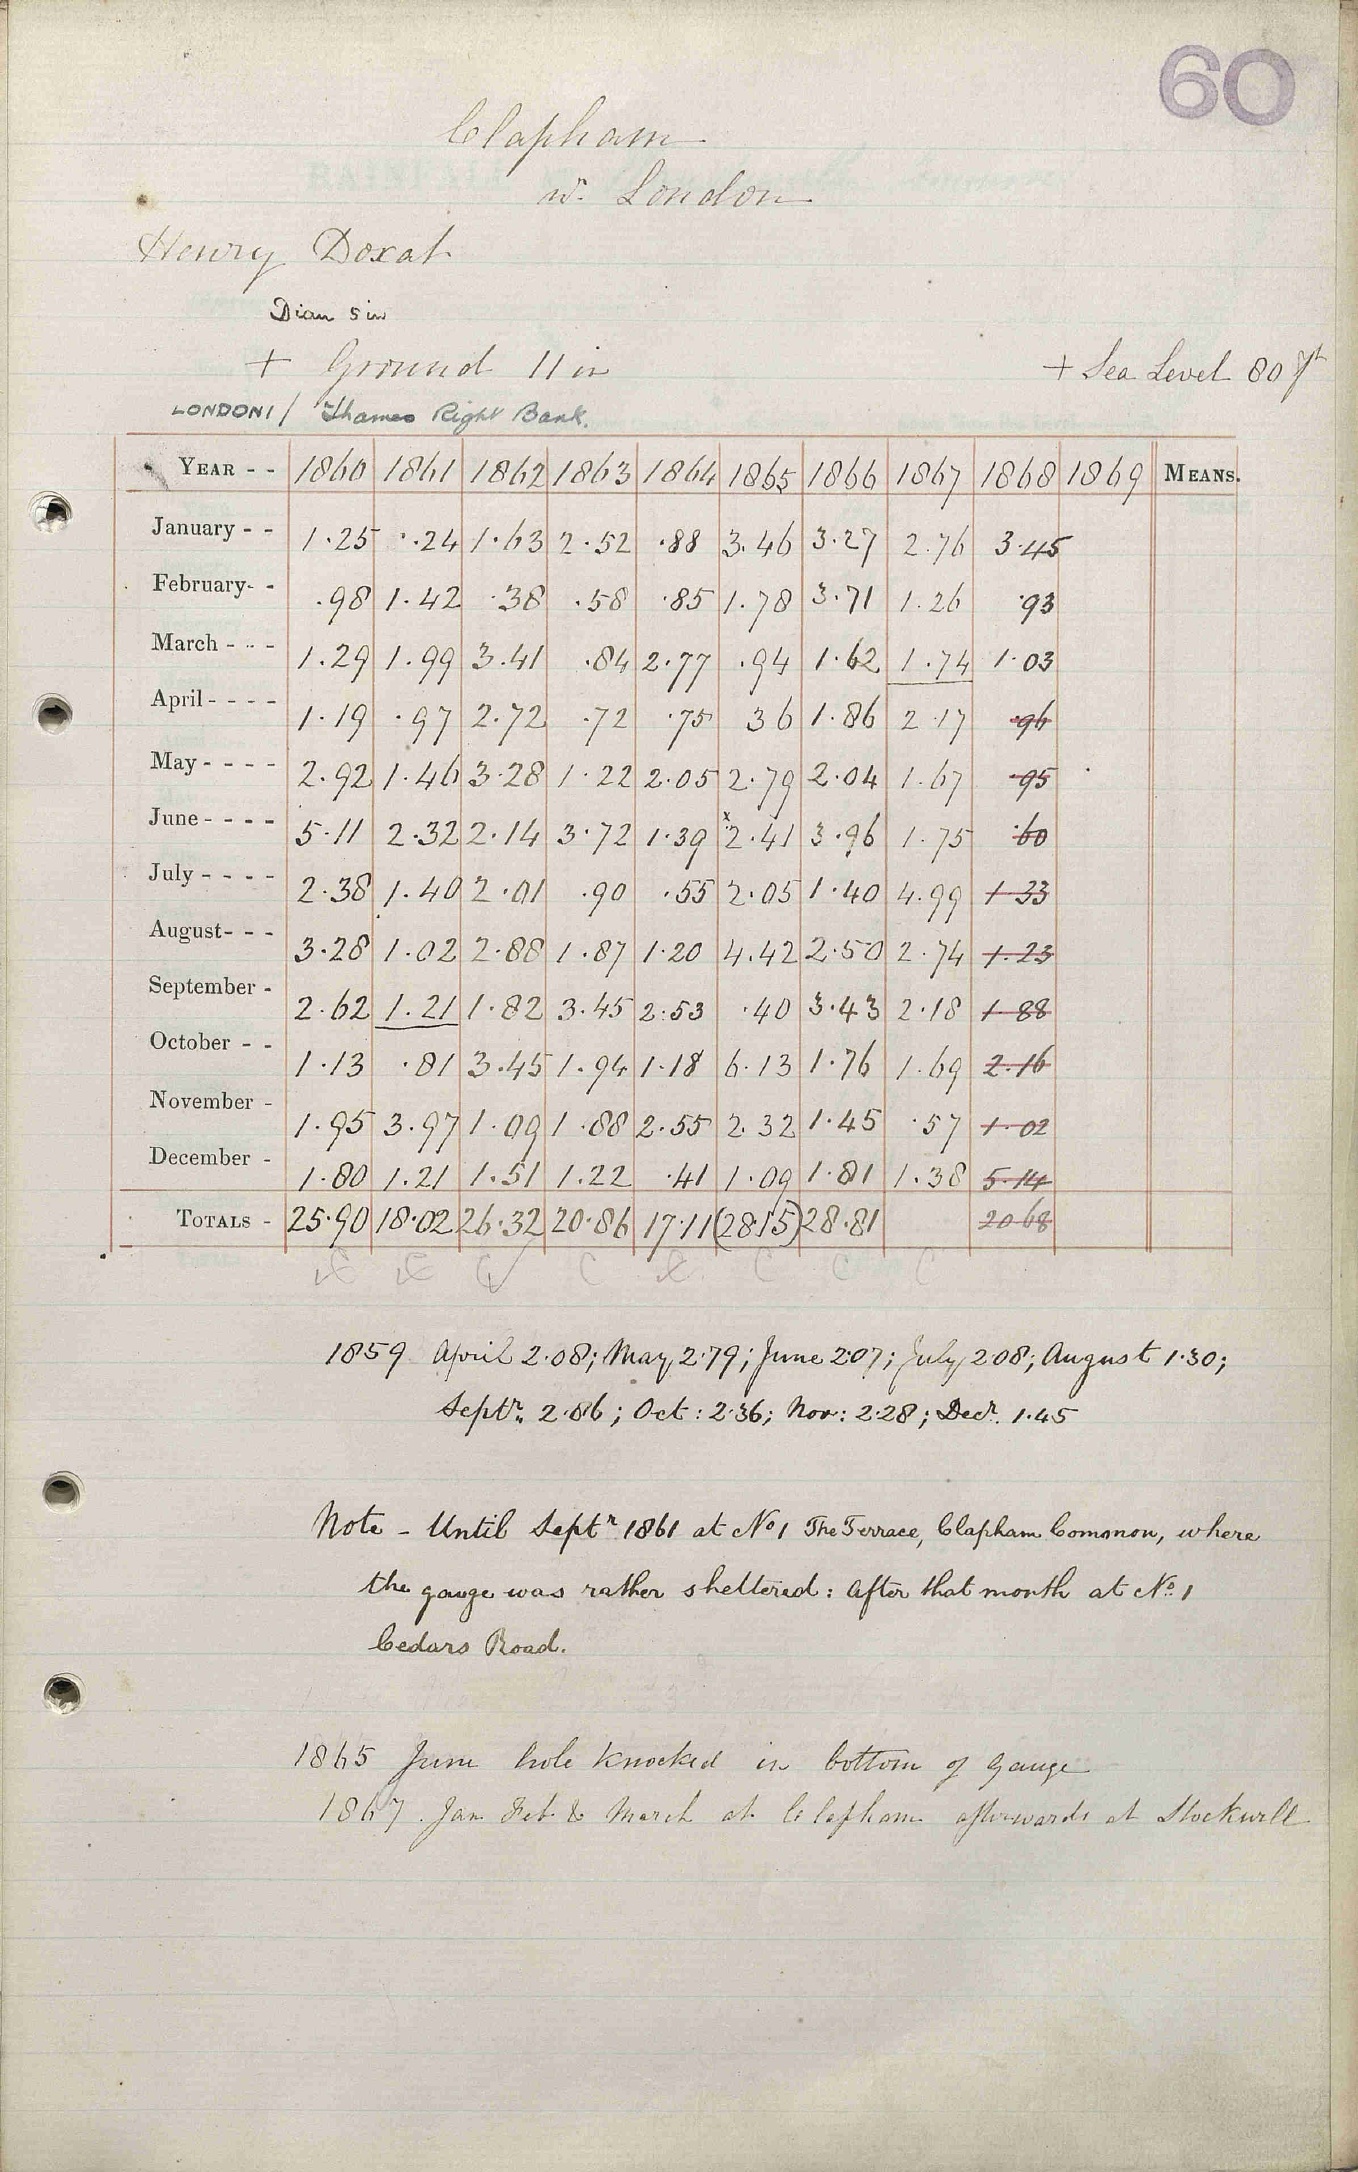 60
Clapham
nr. London
Henry Doxat
Diam 5 in
+ Ground 11 in
+ Sea Level 80 ft
LONDON 1 / Thames Right Bank.
YEAR - - 1860 1861 1862 1863 1864 1865 1866 1867 1868 1869 MEANS.
January - - 1.25 .24 1.63 2.52 .88 3.46 3.27 2.76 3.45
February- - .98 1.42 .38 .58 .85 1.78 3.71 1.26 .93
March - - - 1.29 1.99 3.41 .84 2.77 .94 1.62 1.74 1.03
April - - - - 1.19 .97 2.72 .72 .75 36 1.86 2.17 .96
May - - - - 2.92 1.46 3.28 1.22 2.05 2.79 2.04 1.67 .95
June - - - - 5.11 2.32 2.14 3.72 1.39 x2.41 3.96 1.75 .60
July - - - - 2.38 1.40 2.01 .90 .55 2.05 1.40 4.99 1.33
August- - - 3.28 1.02 2.88 1.87 1.20 4.42 2.50 2.74 1.23
September - 2.62 1.21 1.82 3.45 2.53 .40 3.43 2.18 1.88
October - - 1.13 .81 3.45 1.94 1.18 6.13 1.76 1.69 2.16
November - 1.95 3.97 1.09 1.88 2.55 2.32 1.45 .57 1.02
December - 1.80 1.21 1.51 1.22 .41 1.09 1.81 1.38 5.14
TOTALS - 25.90 18.02 26.32 20.86 17.11 (28.15) 28.81 20.68
1859 April 2.08; May 2.79; June 2.07; July 2.08; August 1.30;
Septr. 2.86; Oct: 2.36; Nov: 2.28; Decr. 1.45
Note - Until Septr 1861 at No 1 The Terrace, Clapham Common, where
the gauge was rather sheltered: after that month at No. 1
Cedars Road.
1865 June hole knocked in bottom of gauge
1867. Jan Feb & March at Clapham afterwards at Stockwell